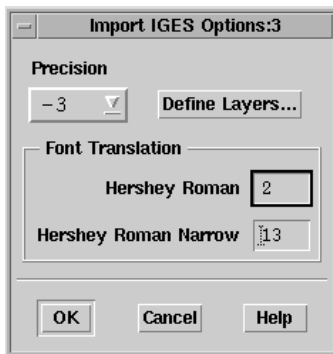 Import IGES Options:3
Precision
-3 Define Layers...
Font Translation
Hershey Roman 2
Hershey Roman Narrow 13
OK Cancel Help